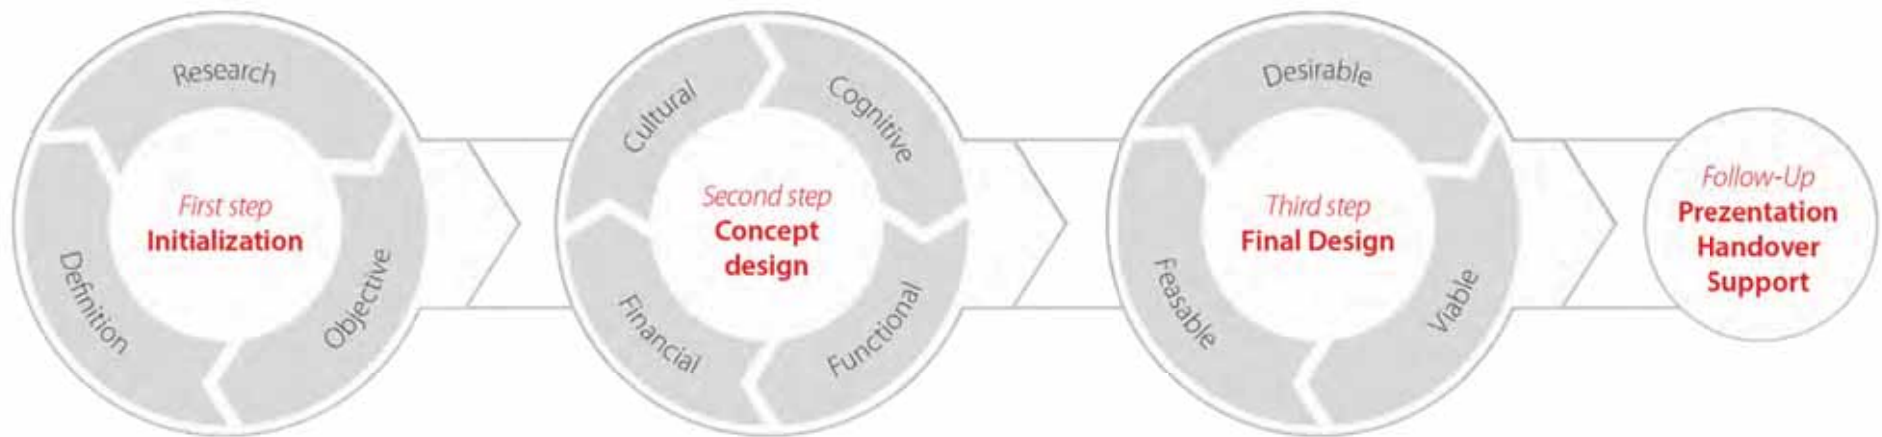 Research
Definition
Objective
First step
Initialization
Cultural
Cognitive
Financial
Functional
Second step
Concept
design
Desirable
Feasable
Viable
Third step
Final Design
Follow-Up
Prezentation
Handover
Support